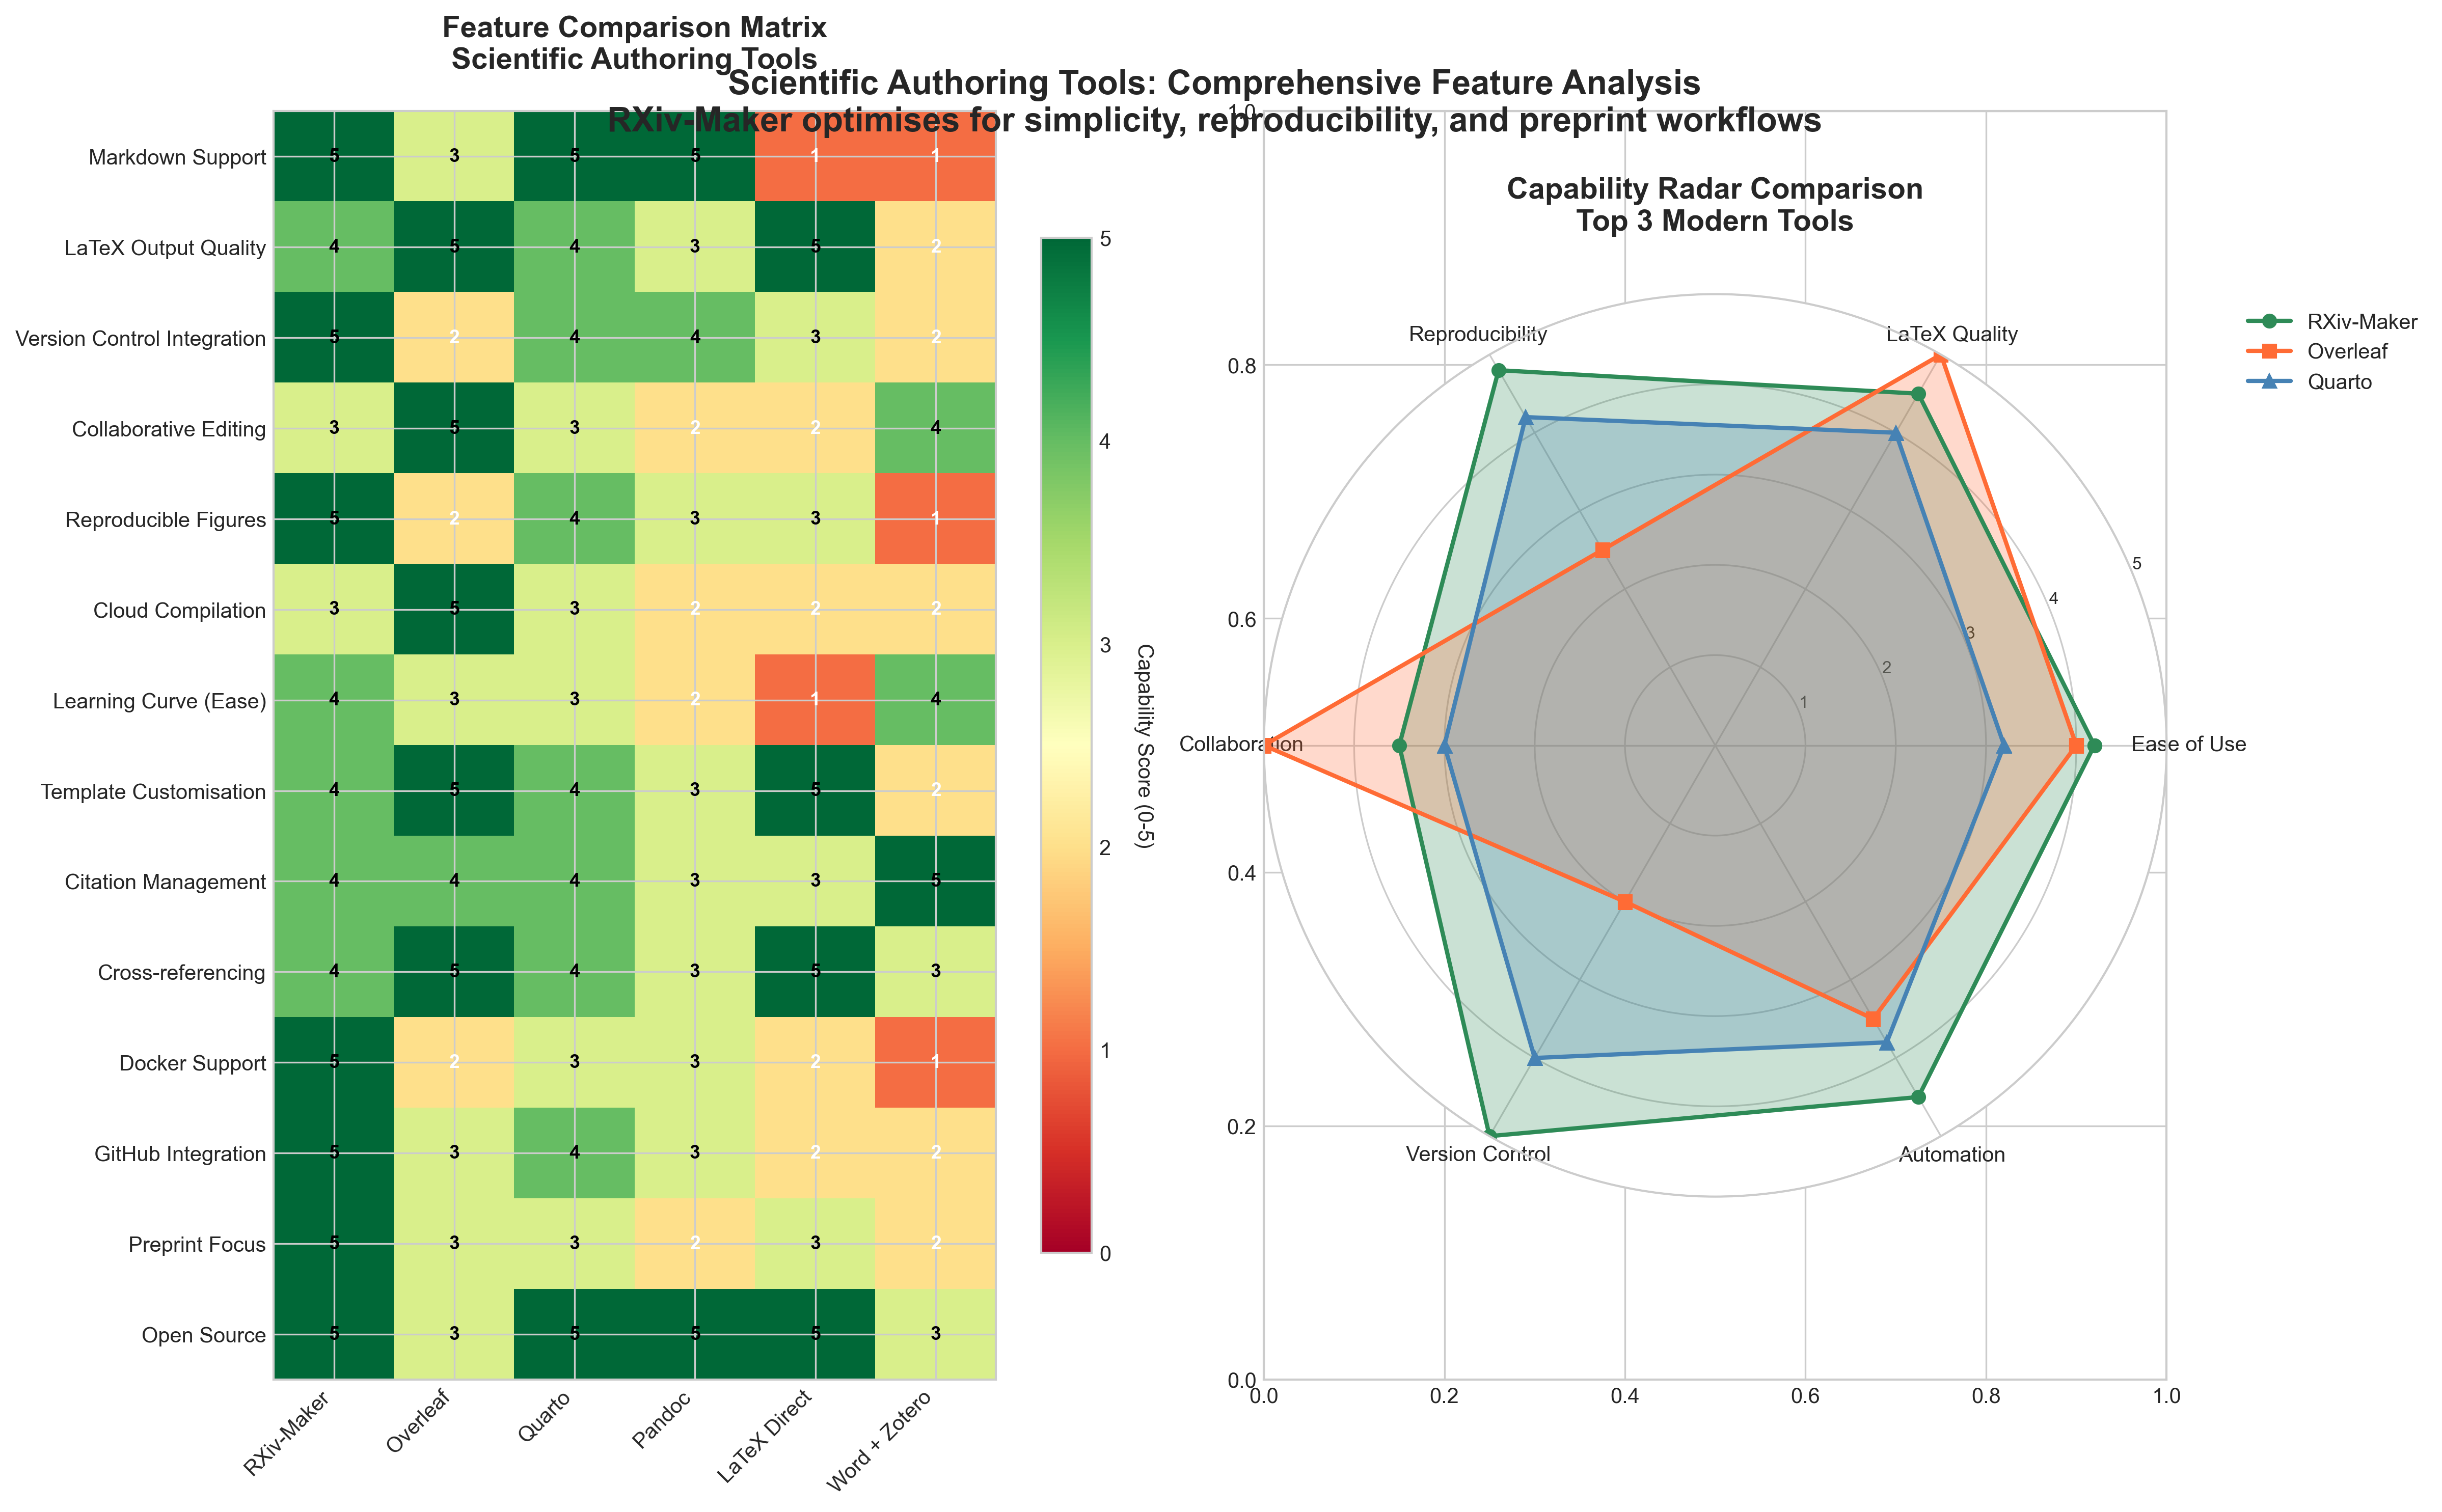 Feature Comparison Matrix
Scientific Authoring Tools
Scientific Authoring Tools: Comprehensive Feature Analysis
RXiv-Maker optimises for simplicity, reproducibility, and preprint workflows
Markdown Support 5 3 5 5 1 1
LaTeX Output Quality 4 5 4 3 5 2
Version Control Integration 5 2 4 4 3 2
Collaborative Editing 3 5 3 2 2 4
Reproducible Figures 5 2 4 3 3 1
Cloud Compilation 3 5 3 2 2 2
Learning Curve (Ease) 4 3 3 2 1 4
Template Customisation 4 5 4 3 5 2
Citation Management 4 4 4 3 3 5
Cross-referencing 4 5 4 3 5 3
Docker Support 5 2 3 3 2 1
GitHub Integration 5 3 4 3 2 2
Preprint Focus 5 3 3 2 3 2
Open Source 5 3 5 5 5 3
RXiv-Maker
Overleaf
Quarto
Pandoc
LaTeX Direct
Word + Zotero
5
4
3
2
1
0
Capability Score (0-5)
Capability Radar Comparison
Top 3 Modern Tools
1.0
0.8
0.6
0.4
0.2
0.0
0.0 0.2 0.4 0.6 0.8 1.0
Reproducibility
LaTeX Quality
Collaboration
Ease of Use
Version Control
Automation
1
2
3
4
5
RXiv-Maker
Overleaf
Quarto